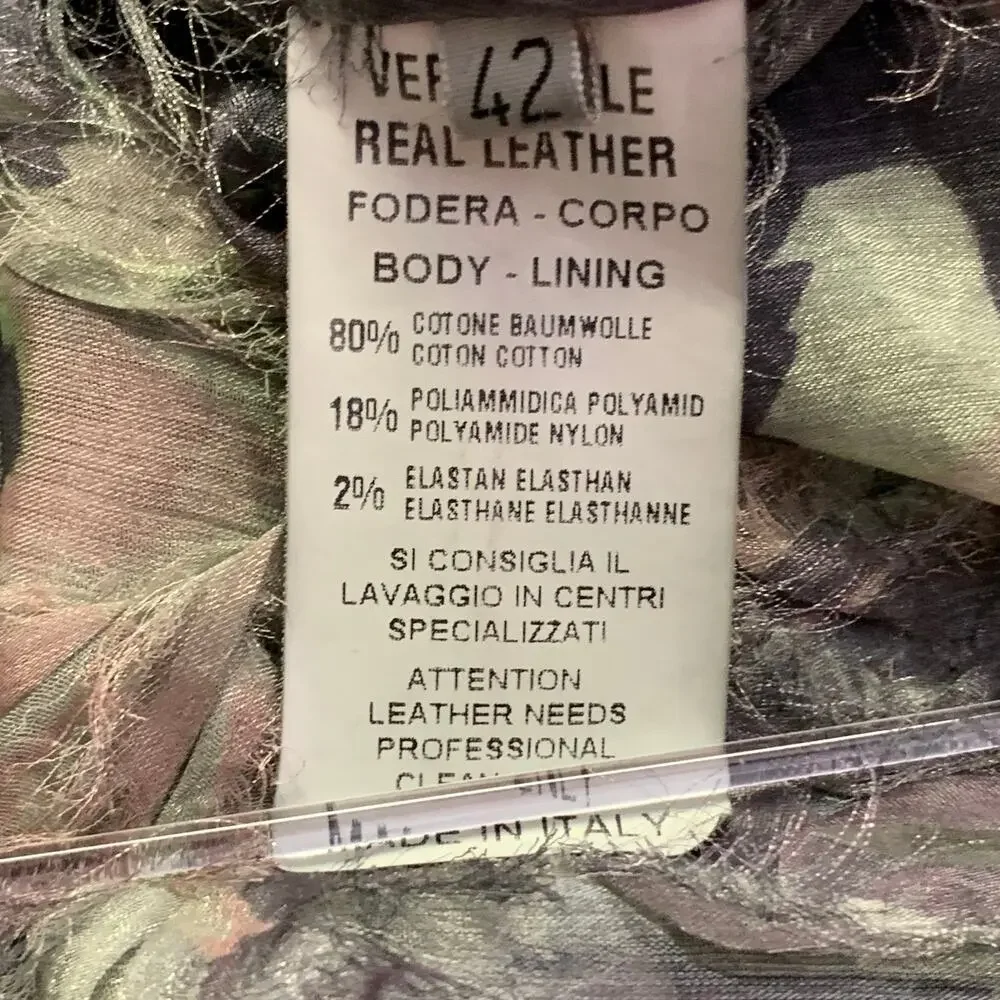 42
REAL LEATHER
FODERA - CORPO
BODY - LINING
80% COTONE BAUMWOLLE
COTON COTTON
18% POLIAMMIDICA POLYAMID
POLYAMIDE NYLON
2% ELASTAN ELASTHAN
ELASTHANE ELASTHANNE
SI CONSIGLIA IL
LAVAGGIO IN CENTRI
SPECIALIZZATI
ATTENTION
LEATHER NEEDS
PROFESSIONAL
MADE IN ITALY